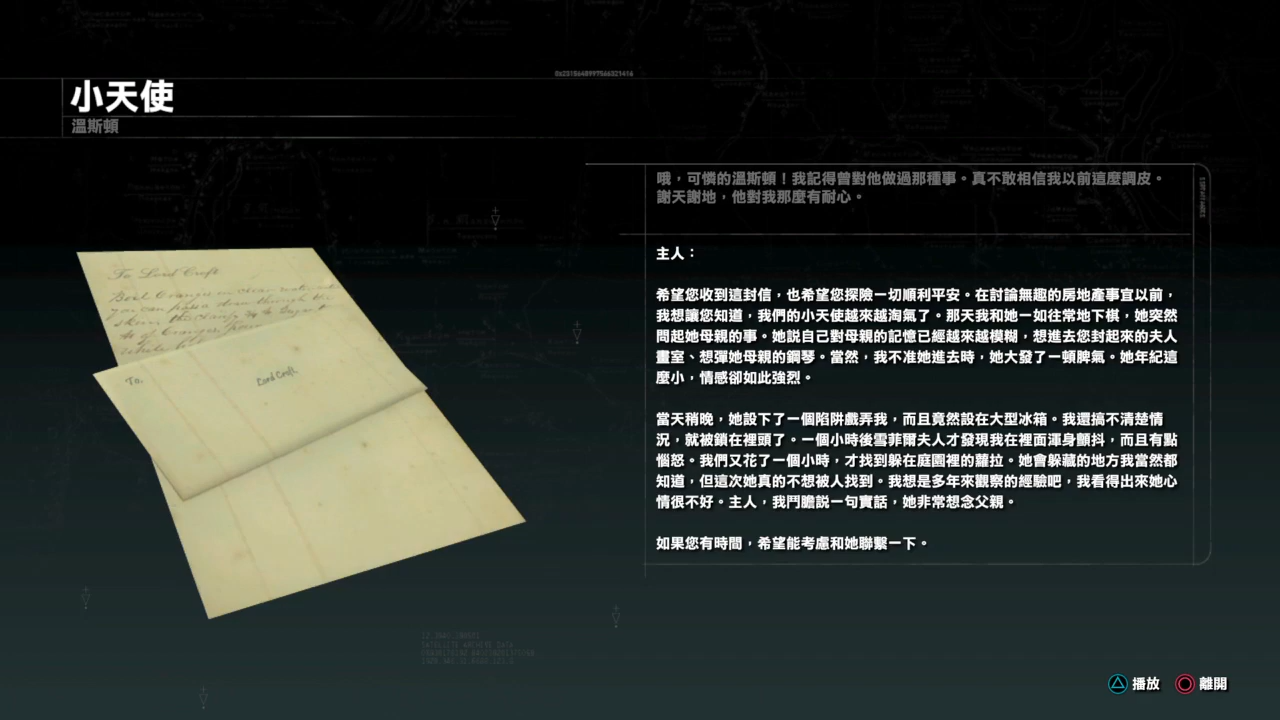 小天使
溫斯頓
哦，可憐的溫斯頓！我記得曾對他做過那種事。真不敢相信我以前這麼調皮。
謝天謝地，他對我那麼有耐心。
主人：
希望您收到這封信，也希望您探險一切順利平安。在討論無趣的房地產事宜以前，
我想讓您知道，我們的小天使越來越淘氣了。那天我和她一如往常地下棋，她突然
問起她母親的事。她說自己對母親的記憶已經越來越模糊，想進去您封起來的夫人
畫室、想彈她母親的鋼琴。當然，我不准她進去時，她大發了一頓脾氣。她年紀這
麼小，情感卻如此強烈。
當天稍晚，她設下了一個陷阱戲弄我，而且竟然設在大型冰箱。我還搞不清楚情
況，就被鎖在裡頭了。一個小時後雪菲爾夫人才發現我在裡面渾身顫抖，而且有點
惱怒。我們又花了一個小時，才找到躲在庭園裡的蘿拉。她會躲藏的地方我當然都
知道，但這次她真的不想被人找到。我想是多年來觀察的經驗吧，我看得出來她心
情很不好。主人，我鬥膽說一句實話，她非常想念父親。
如果您有時間，希望能考慮和她聯繫一下。
To Lord Croft
To,
Lord Croft
播放
離開